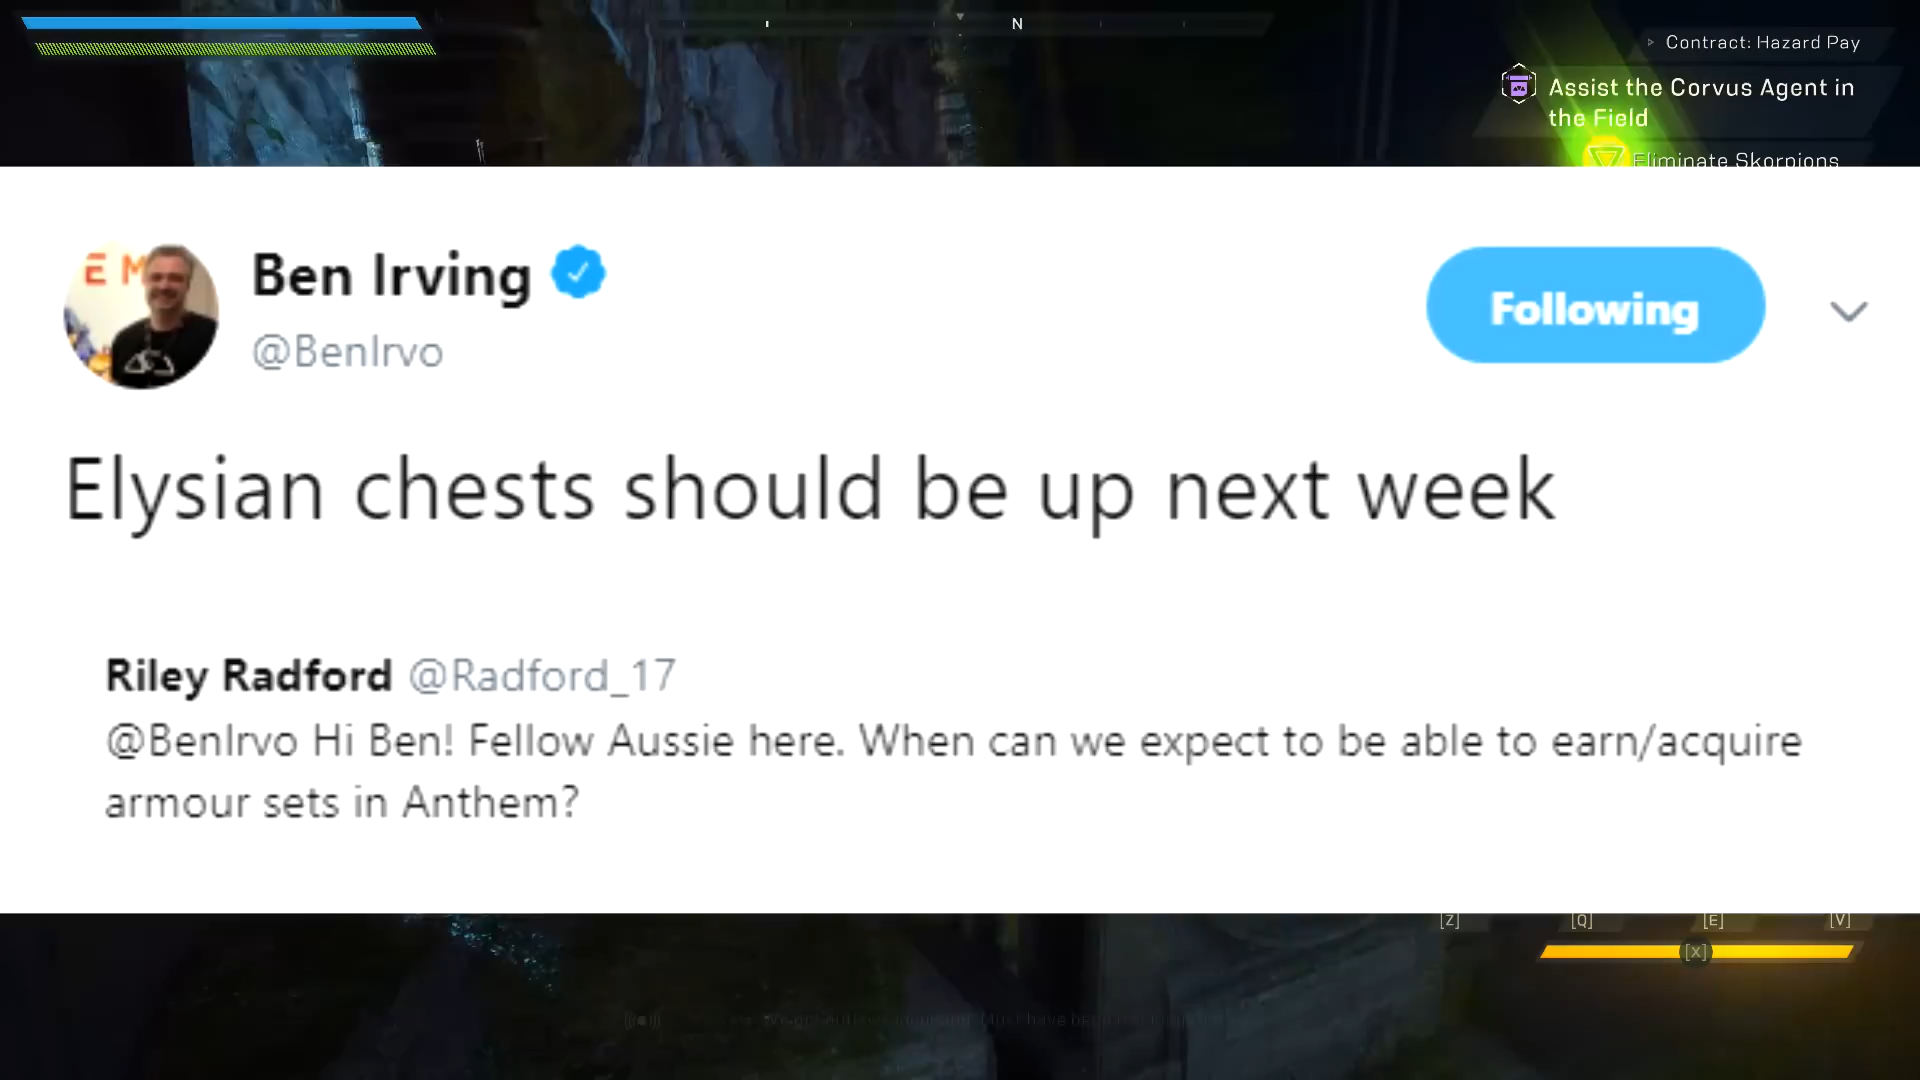 N
Contract: Hazard Pay
Assist the Corvus Agent in
the Field
Eliminate Skorpions
E M
Ben Irving
@BenIrvo
Following
Elysian chests should be up next week
Riley Radford @Radford_17
@BenIrvo Hi Ben! Fellow Aussie here. When can we expect to be able to earn/acquire
armour sets in Anthem?
[Z] [Q] [E] [V]
[X]